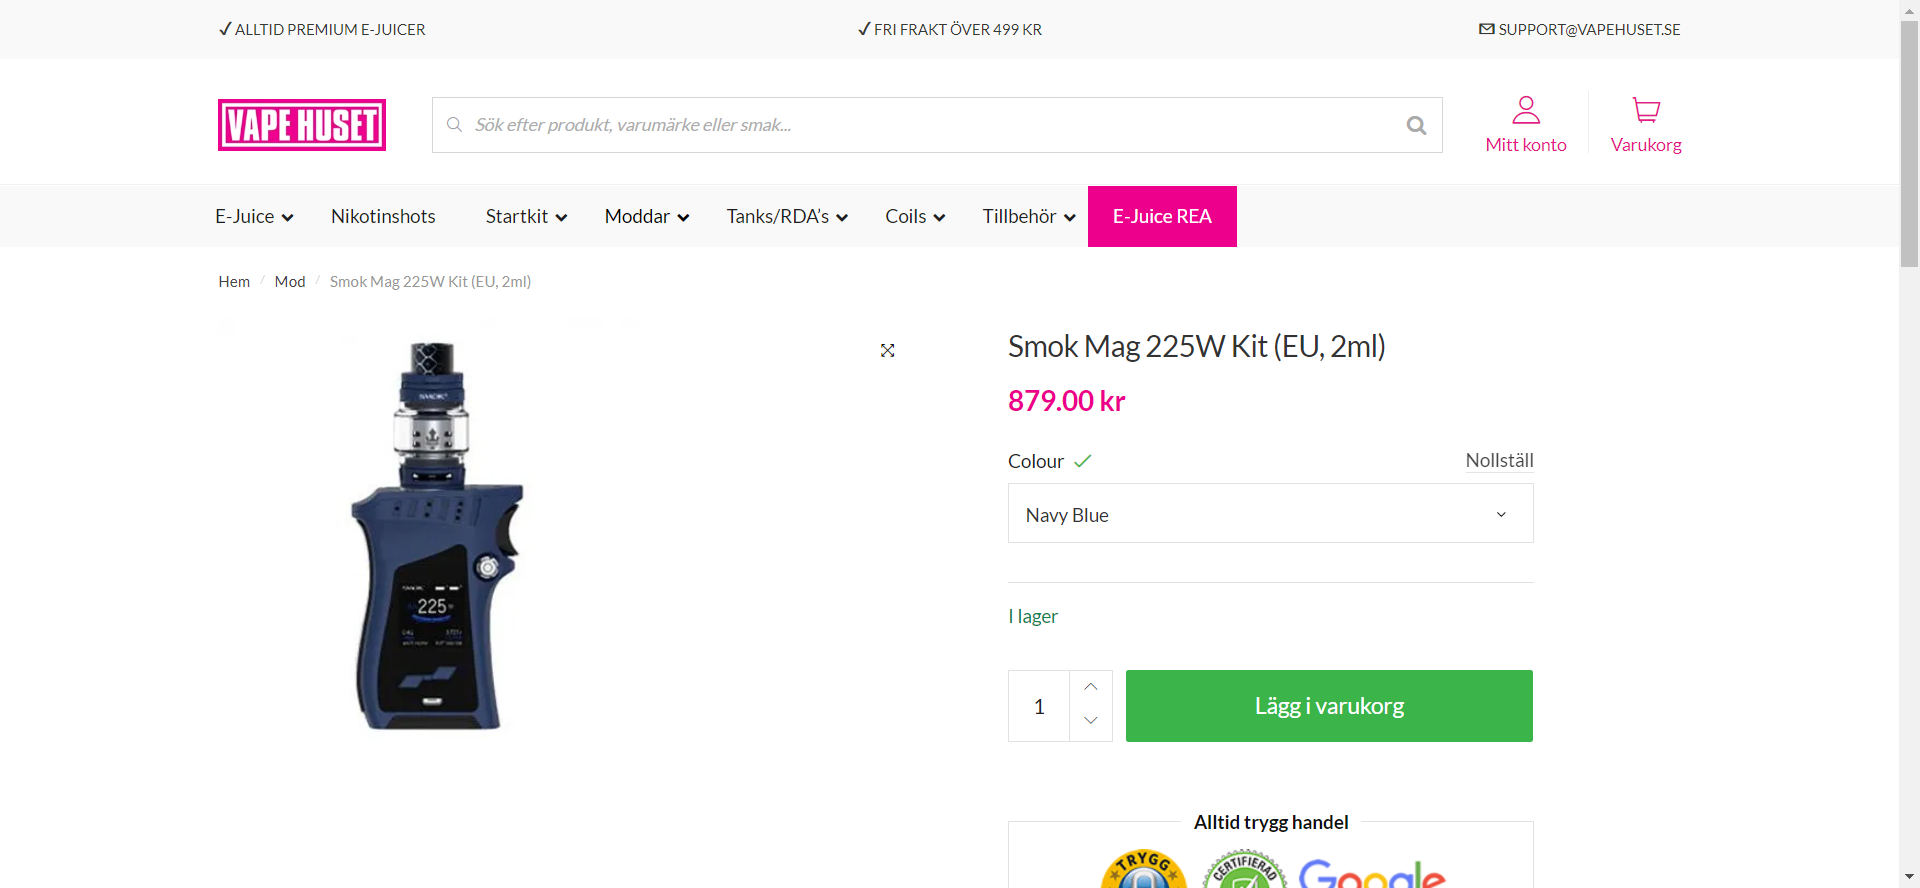 ✓ ALLTID PREMIUM E-JUICER
✓ FRI FRAKT ÖVER 499 KR
SUPPORT@VAPEHUSET.SE
VAPE HUSET
Sök efter produkt, varumärke eller smak...
Mitt konto
Varukorg
E-Juice
Nikotinshots
Startkit
Moddar
Tanks/RDA's
Coils
Tillbehör
E-Juice REA
Hem / Mod / Smok Mag 225W Kit (EU, 2ml)
SMOK
225W
Smok Mag 225W Kit (EU, 2ml)
879.00 kr
Colour ✓
Nollställ
Navy Blue
I lager
1
Lägg i varukorg
Alltid trygg handel
TRYGG
CERTIFIERAD
Google